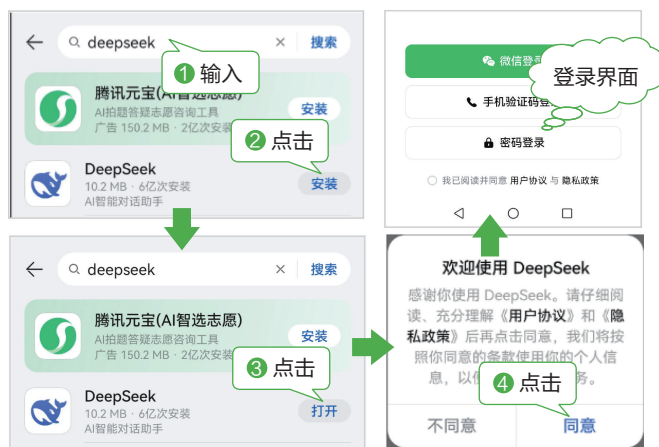 deepseek
搜索
❶ 输入
腾讯元宝(AI智选志愿)
AI拍题答疑志愿咨询工具
广告 150.2 MB · 2亿次安装
安装
❷ 点击
DeepSeek
10.2 MB · 6亿次安装
AI智能对话助手
安装
微信登录
登录界面
手机验证码登
密码登录
我已阅读并同意 用户协议 与 隐私政策
deepseek
搜索
腾讯元宝(AI智选志愿)
AI拍题答疑志愿咨询工具
广告 150.2 MB · 2亿次安装
安装
❸ 点击
DeepSeek
10.2 MB · 6亿次安装
AI智能对话助手
打开
欢迎使用 DeepSeek
感谢你使用 DeepSeek。请仔细阅
读、充分理解《用户协议》和《隐
私政策》后再点击同意，我们将按
照你同意的条款使用你的个人信
息，以 务。
❹ 点击
不同意
同意